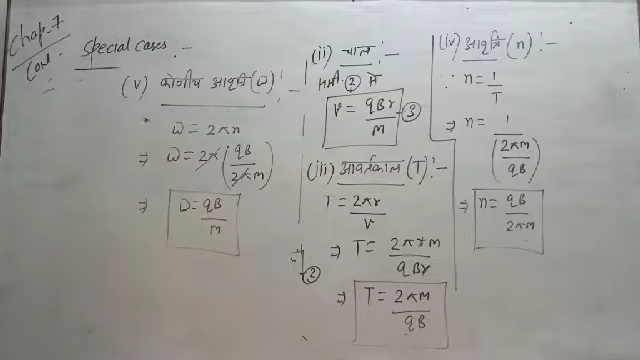 Chap. 7
Cont.
Special Cases :-
(ii) चाल :-
समी० ② से
V = qBr/m -③
(iii) आवर्तकाल (T) :-
T = 2πr/V
⇒ T = 2πrm/qBr
⇒ T = 2πm/qB
(iv) आवृत्ति (n) :-
∵ n = 1/T
⇒ n = 1/(2πm/qB)
⇒ n = qB/2πm
(v) कोणीय आवृत्ति (ω) :-
ω = 2πn
⇒ ω = 2π (qB/2πm)
⇒ ω = qB/m